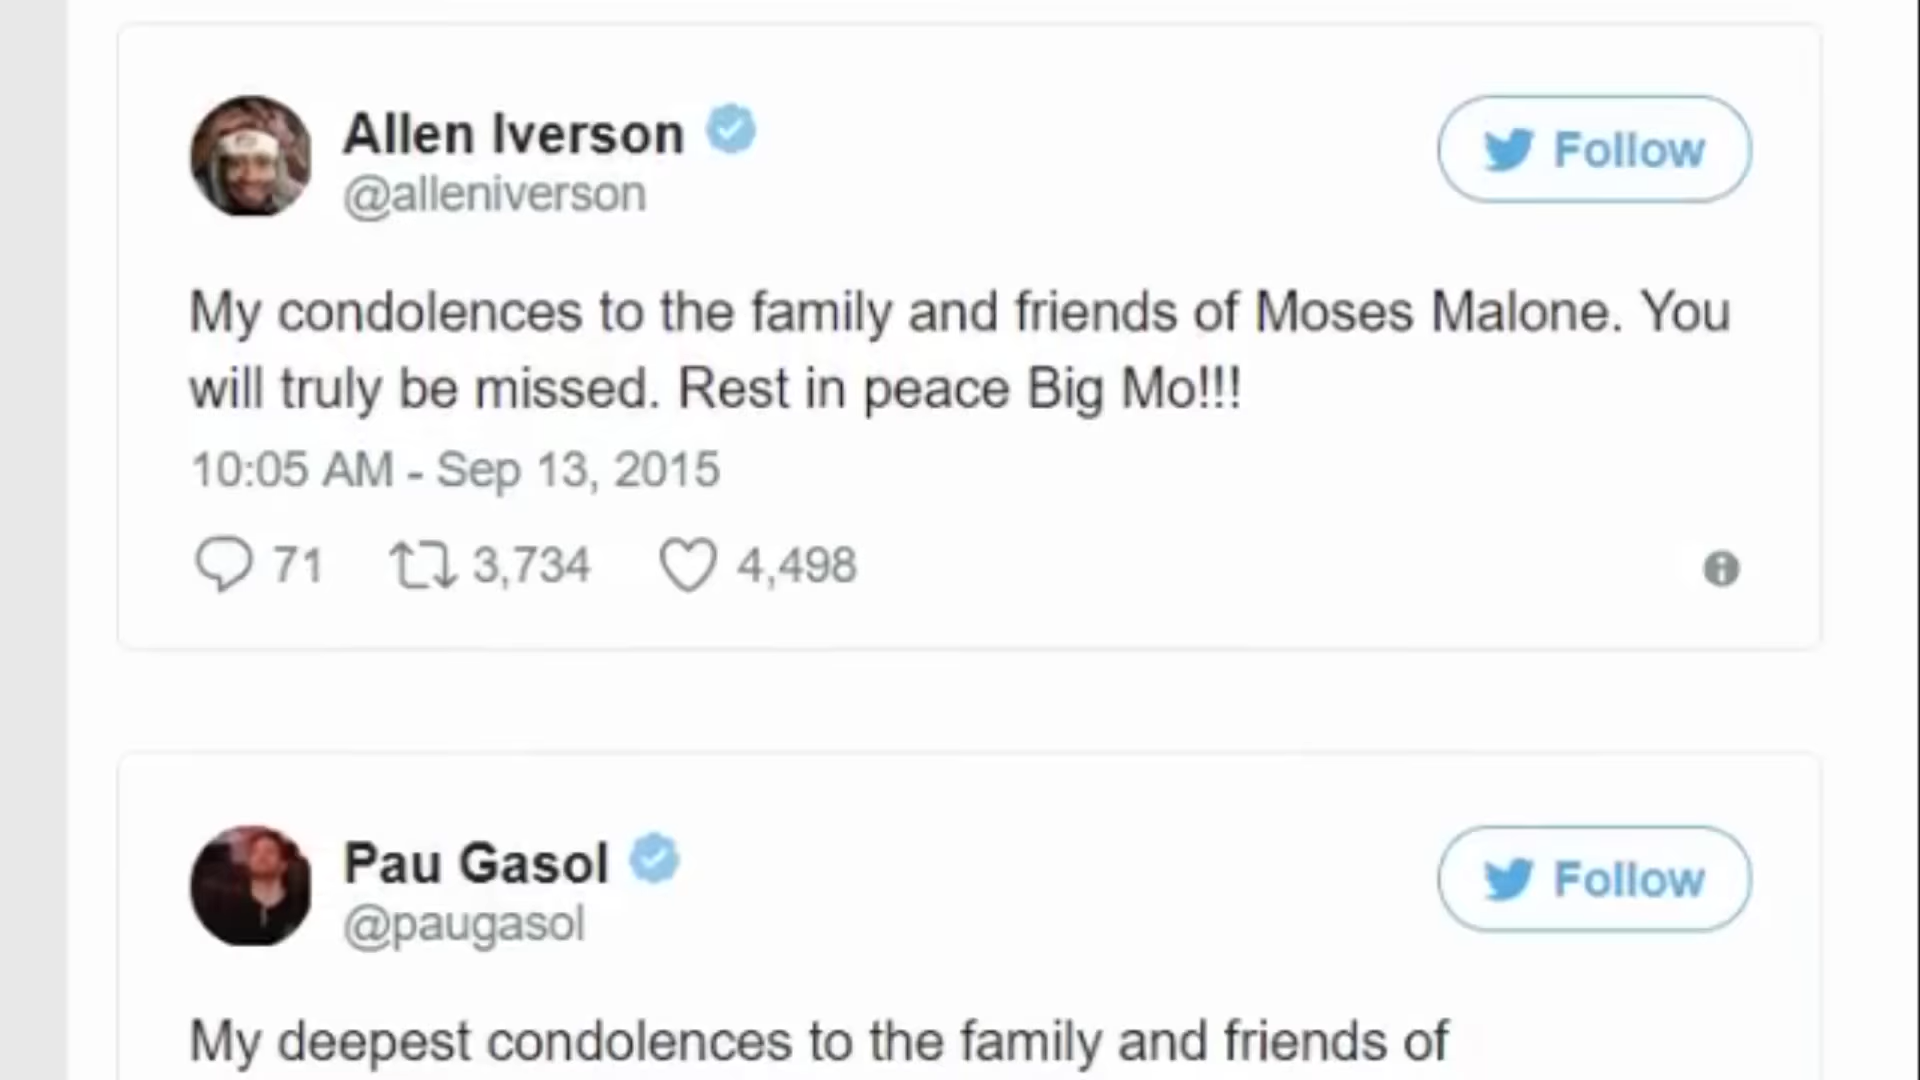 Allen Iverson
@alleniverson
Follow
My condolences to the family and friends of Moses Malone. You
will truly be missed. Rest in peace Big Mo!!!
10:05 AM - Sep 13, 2015
71 3,734 4,498
Pau Gasol
@paugasol
Follow
My deepest condolences to the family and friends of